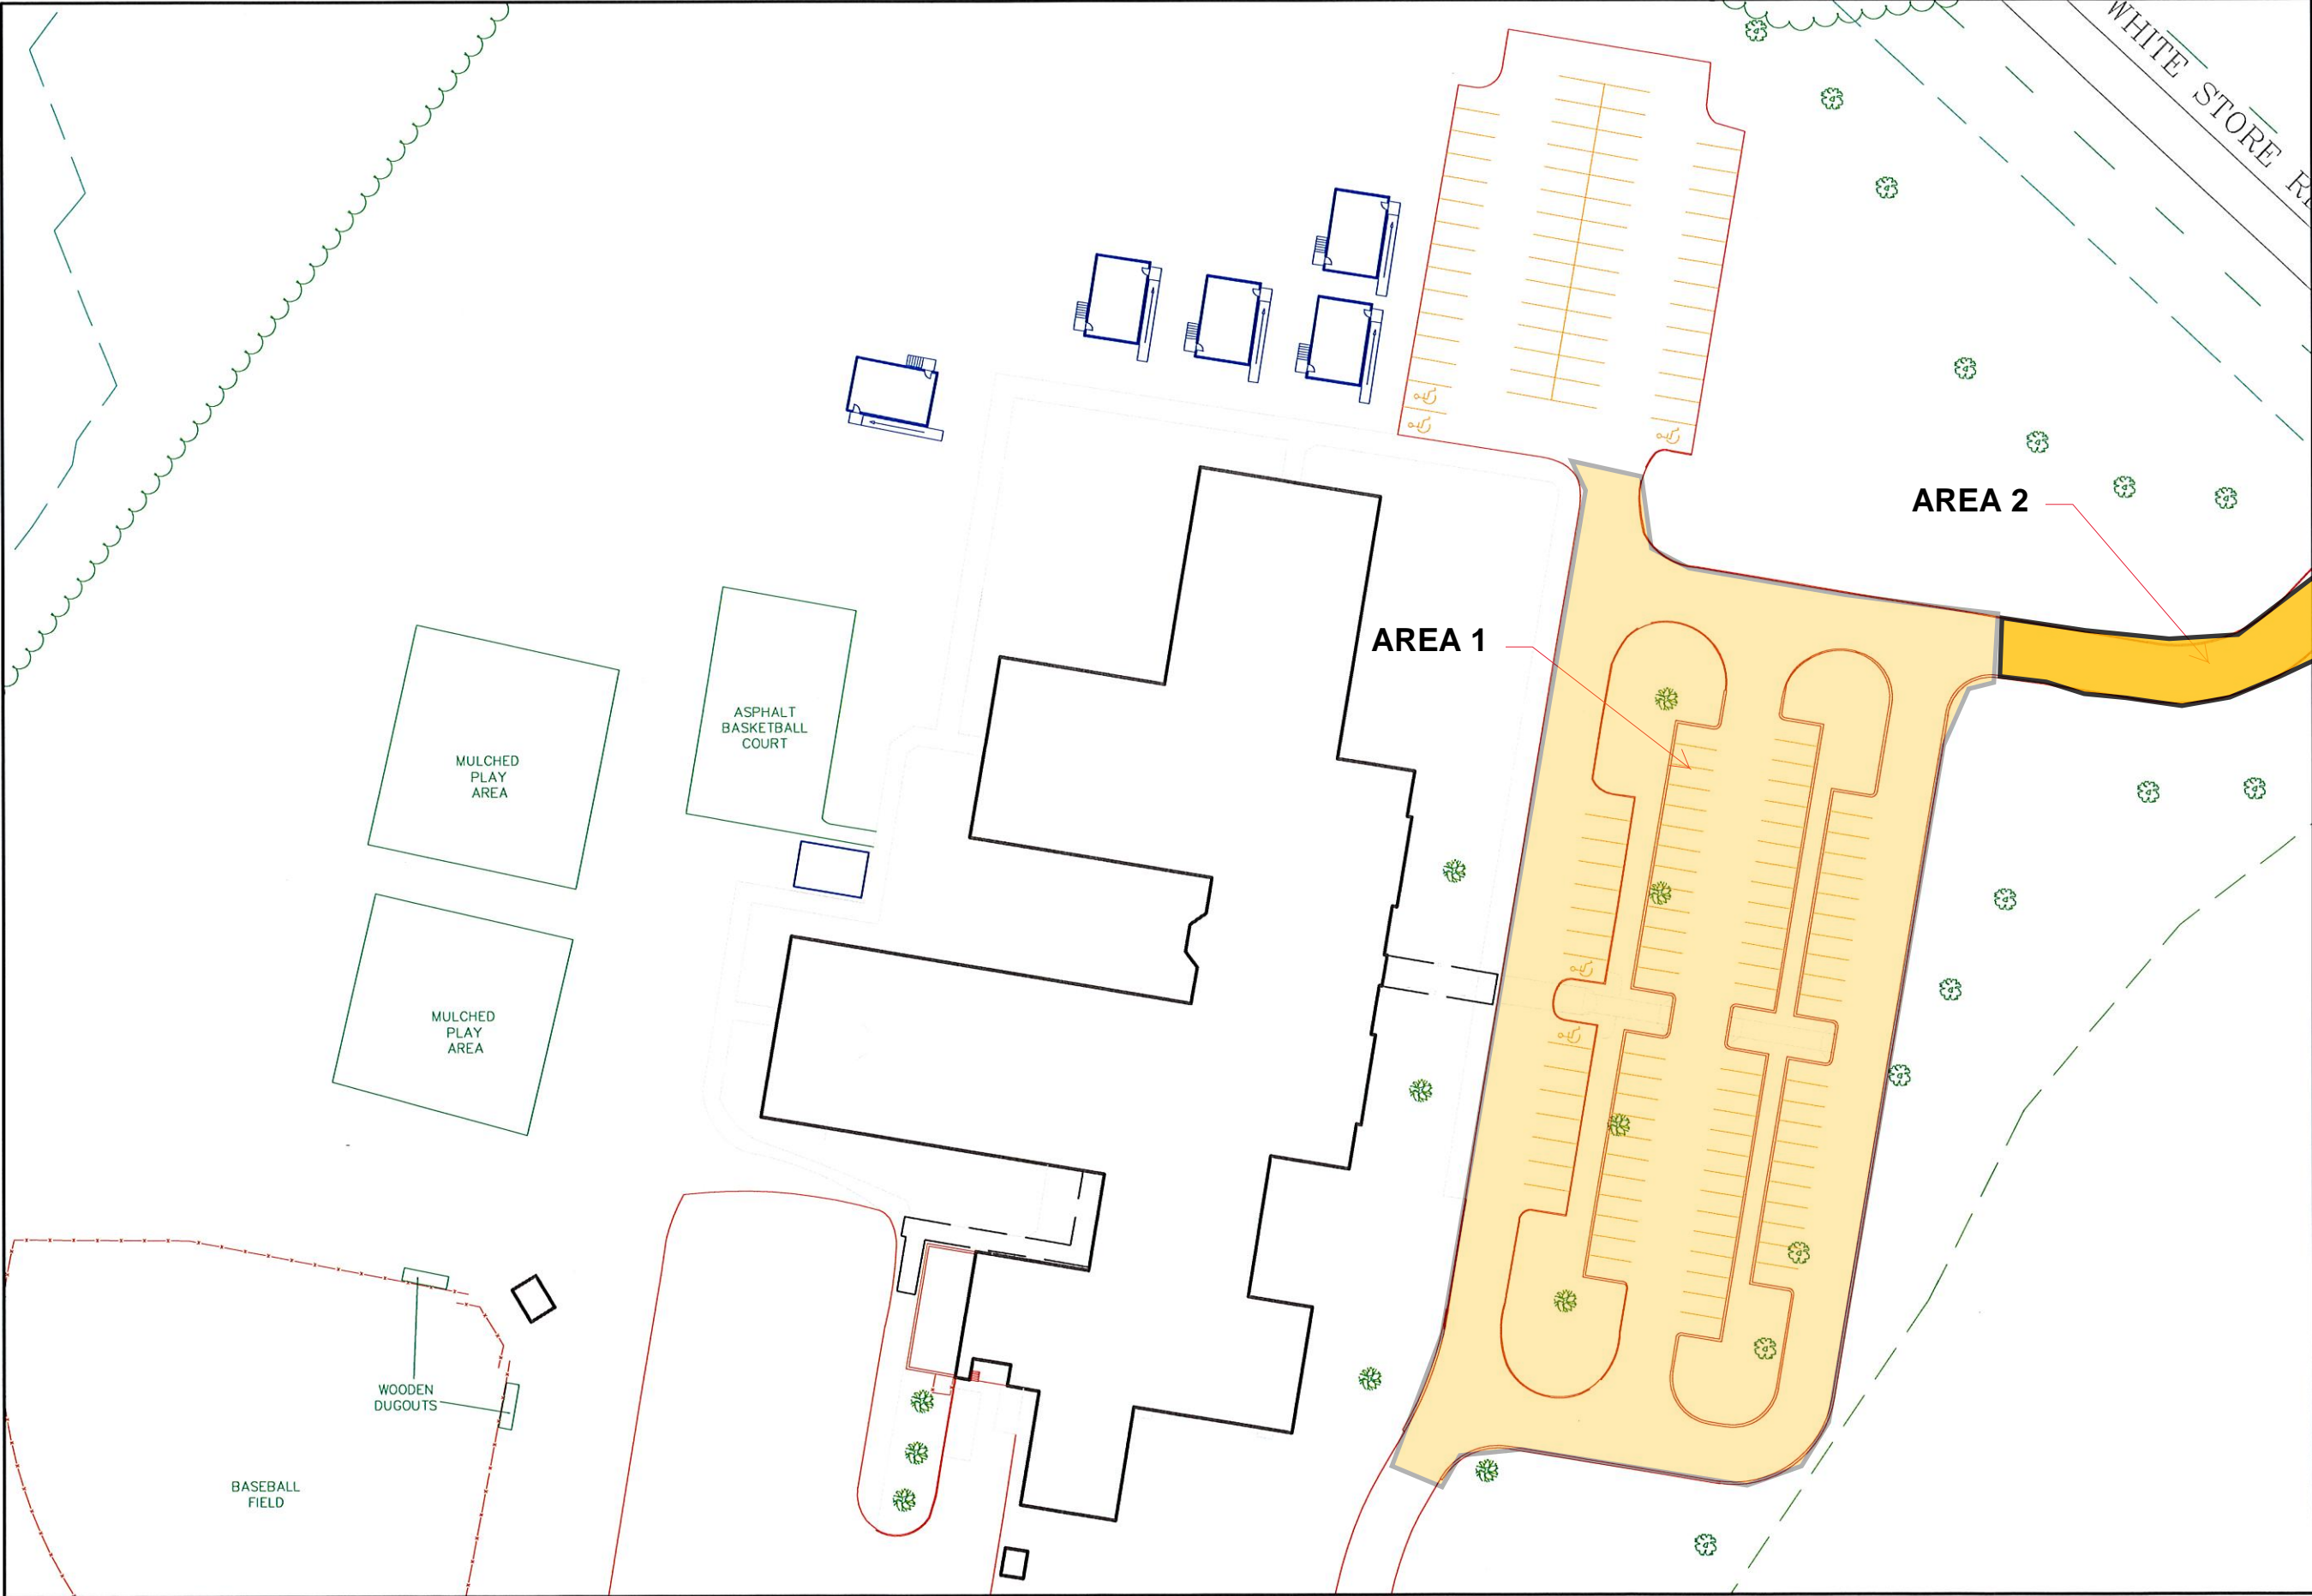 WHITE STORE
AREA 2
AREA 1
ASPHALT
BASKETBALL
COURT
MULCHED
PLAY
AREA
MULCHED
PLAY
AREA
WOODEN
DUGOUTS
BASEBALL
FIELD